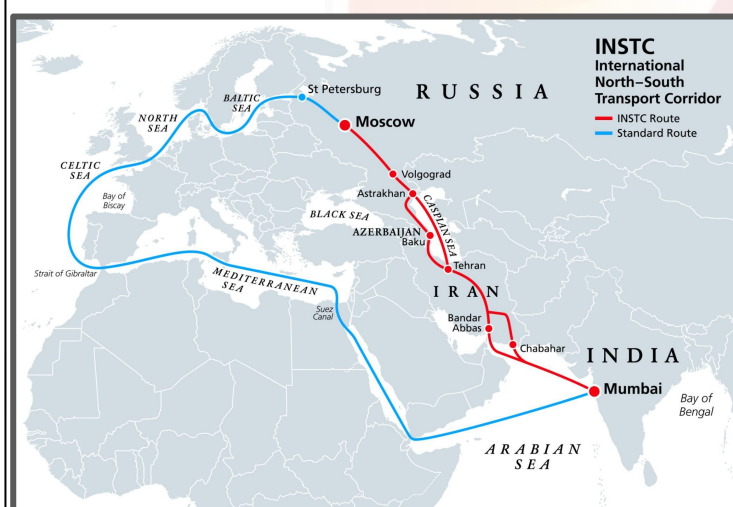 INSTC
International
North–South
Transport Corridor
INSTC Route
Standard Route
St Petersburg
RUSSIA
BALTIC
SEA
NORTH
SEA
Moscow
CELTIC
SEA
Volgograd
Astrakhan
Bay of
Biscay
CASPIAN SEA
BLACK SEA
AZERBAIJAN
Baku
Strait of Gibraltar
Tehran
MEDITERRANEAN
SEA
IRAN
Suez
Canal
Bandar
Abbas
Chabahar
INDIA
Mumbai
Bay of
Bengal
ARABIAN
SEA